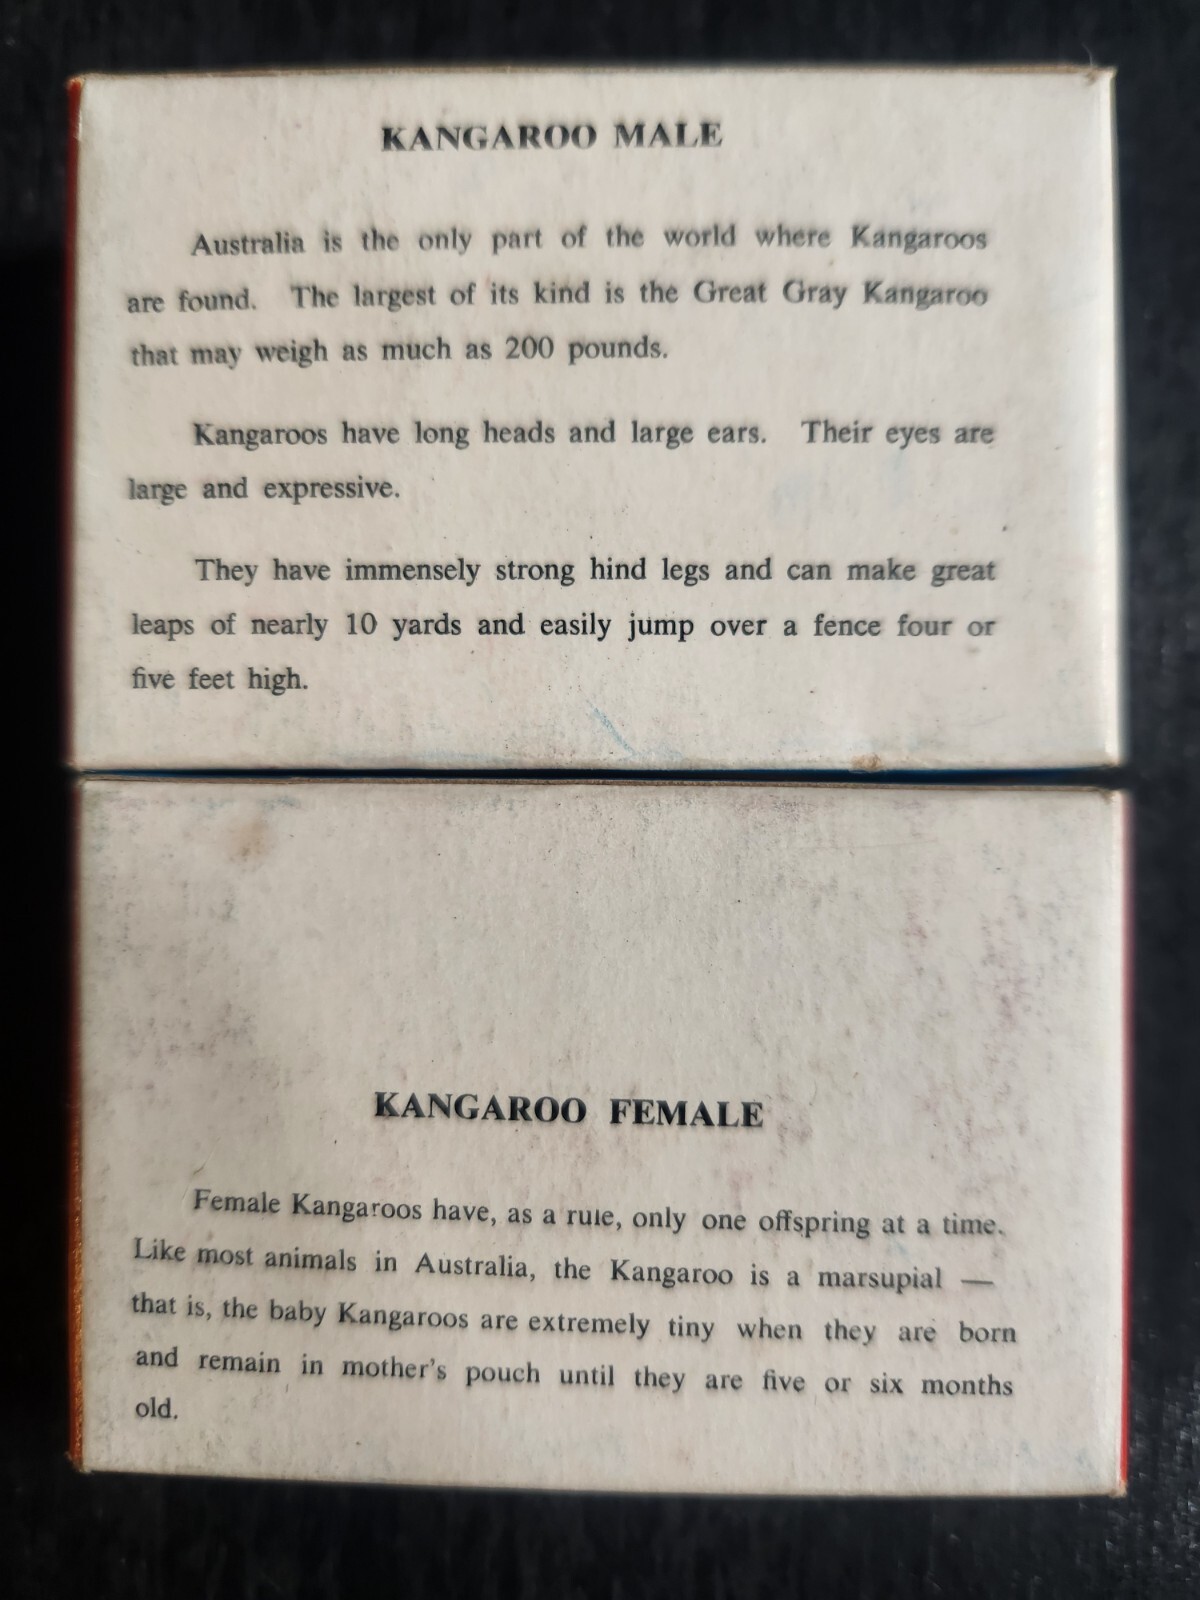 KANGAROO MALE
Australia is the only part of the world where Kangaroos
are found. The largest of its kind is the Great Gray Kangaroo
that may weigh as much as 200 pounds.
Kangaroos have long heads and large ears. Their eyes are
large and expressive.
They have immensely strong hind legs and can make great
leaps of nearly 10 yards and easily jump over a fence four or
five feet high.
KANGAROO FEMALE
Female Kangaroos have, as a rule, only one offspring at a time.
Like most animals in Australia, the Kangaroo is a marsupial —
that is, the baby Kangaroos are extremely tiny when they are born
and remain in mother's pouch until they are five or six months
old.